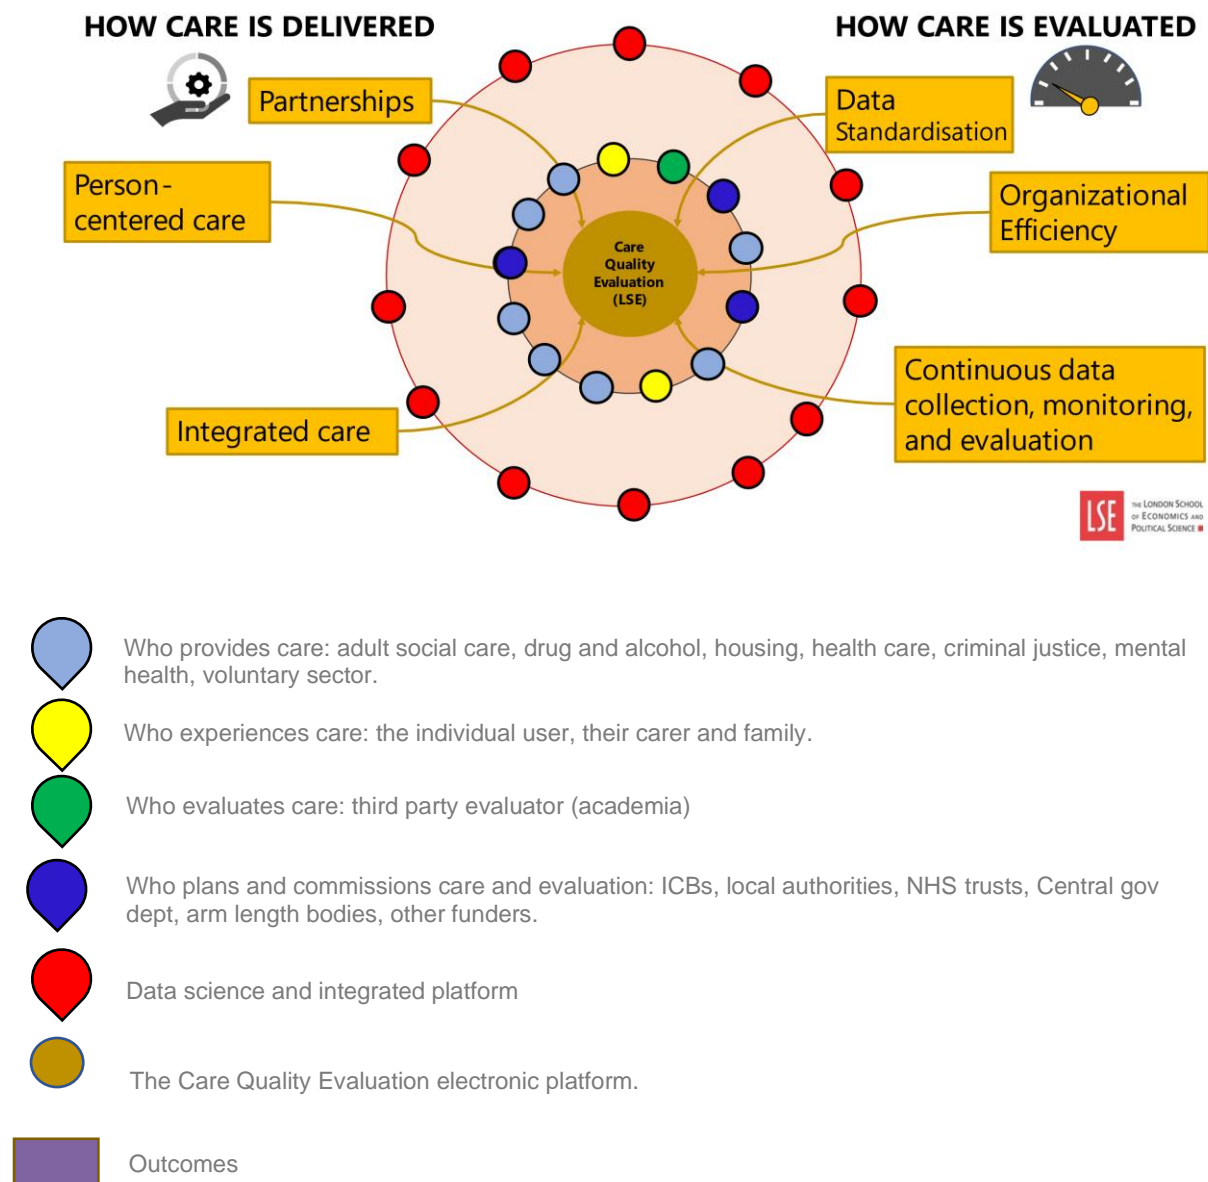 HOW CARE IS DELIVERED
HOW CARE IS EVALUATED
Partnerships
Data
Standardisation
Person-
centered care
Organizational
Efficiency
Care
Quality
Evaluation
(LSE)
Integrated care
Continuous data
collection, monitoring,
and evaluation
LSE
THE LONDON SCHOOL
OF ECONOMICS AND
POLITICAL SCIENCE
Who provides care: adult social care, drug and alcohol, housing, health care, criminal justice, mental
health, voluntary sector.
Who experiences care: the individual user, their carer and family.
Who evaluates care: third party evaluator (academia)
Who plans and commissions care and evaluation: ICBs, local authorities, NHS trusts, Central gov
dept, arm length bodies, other funders.
Data science and integrated platform
The Care Quality Evaluation electronic platform.
Outcomes